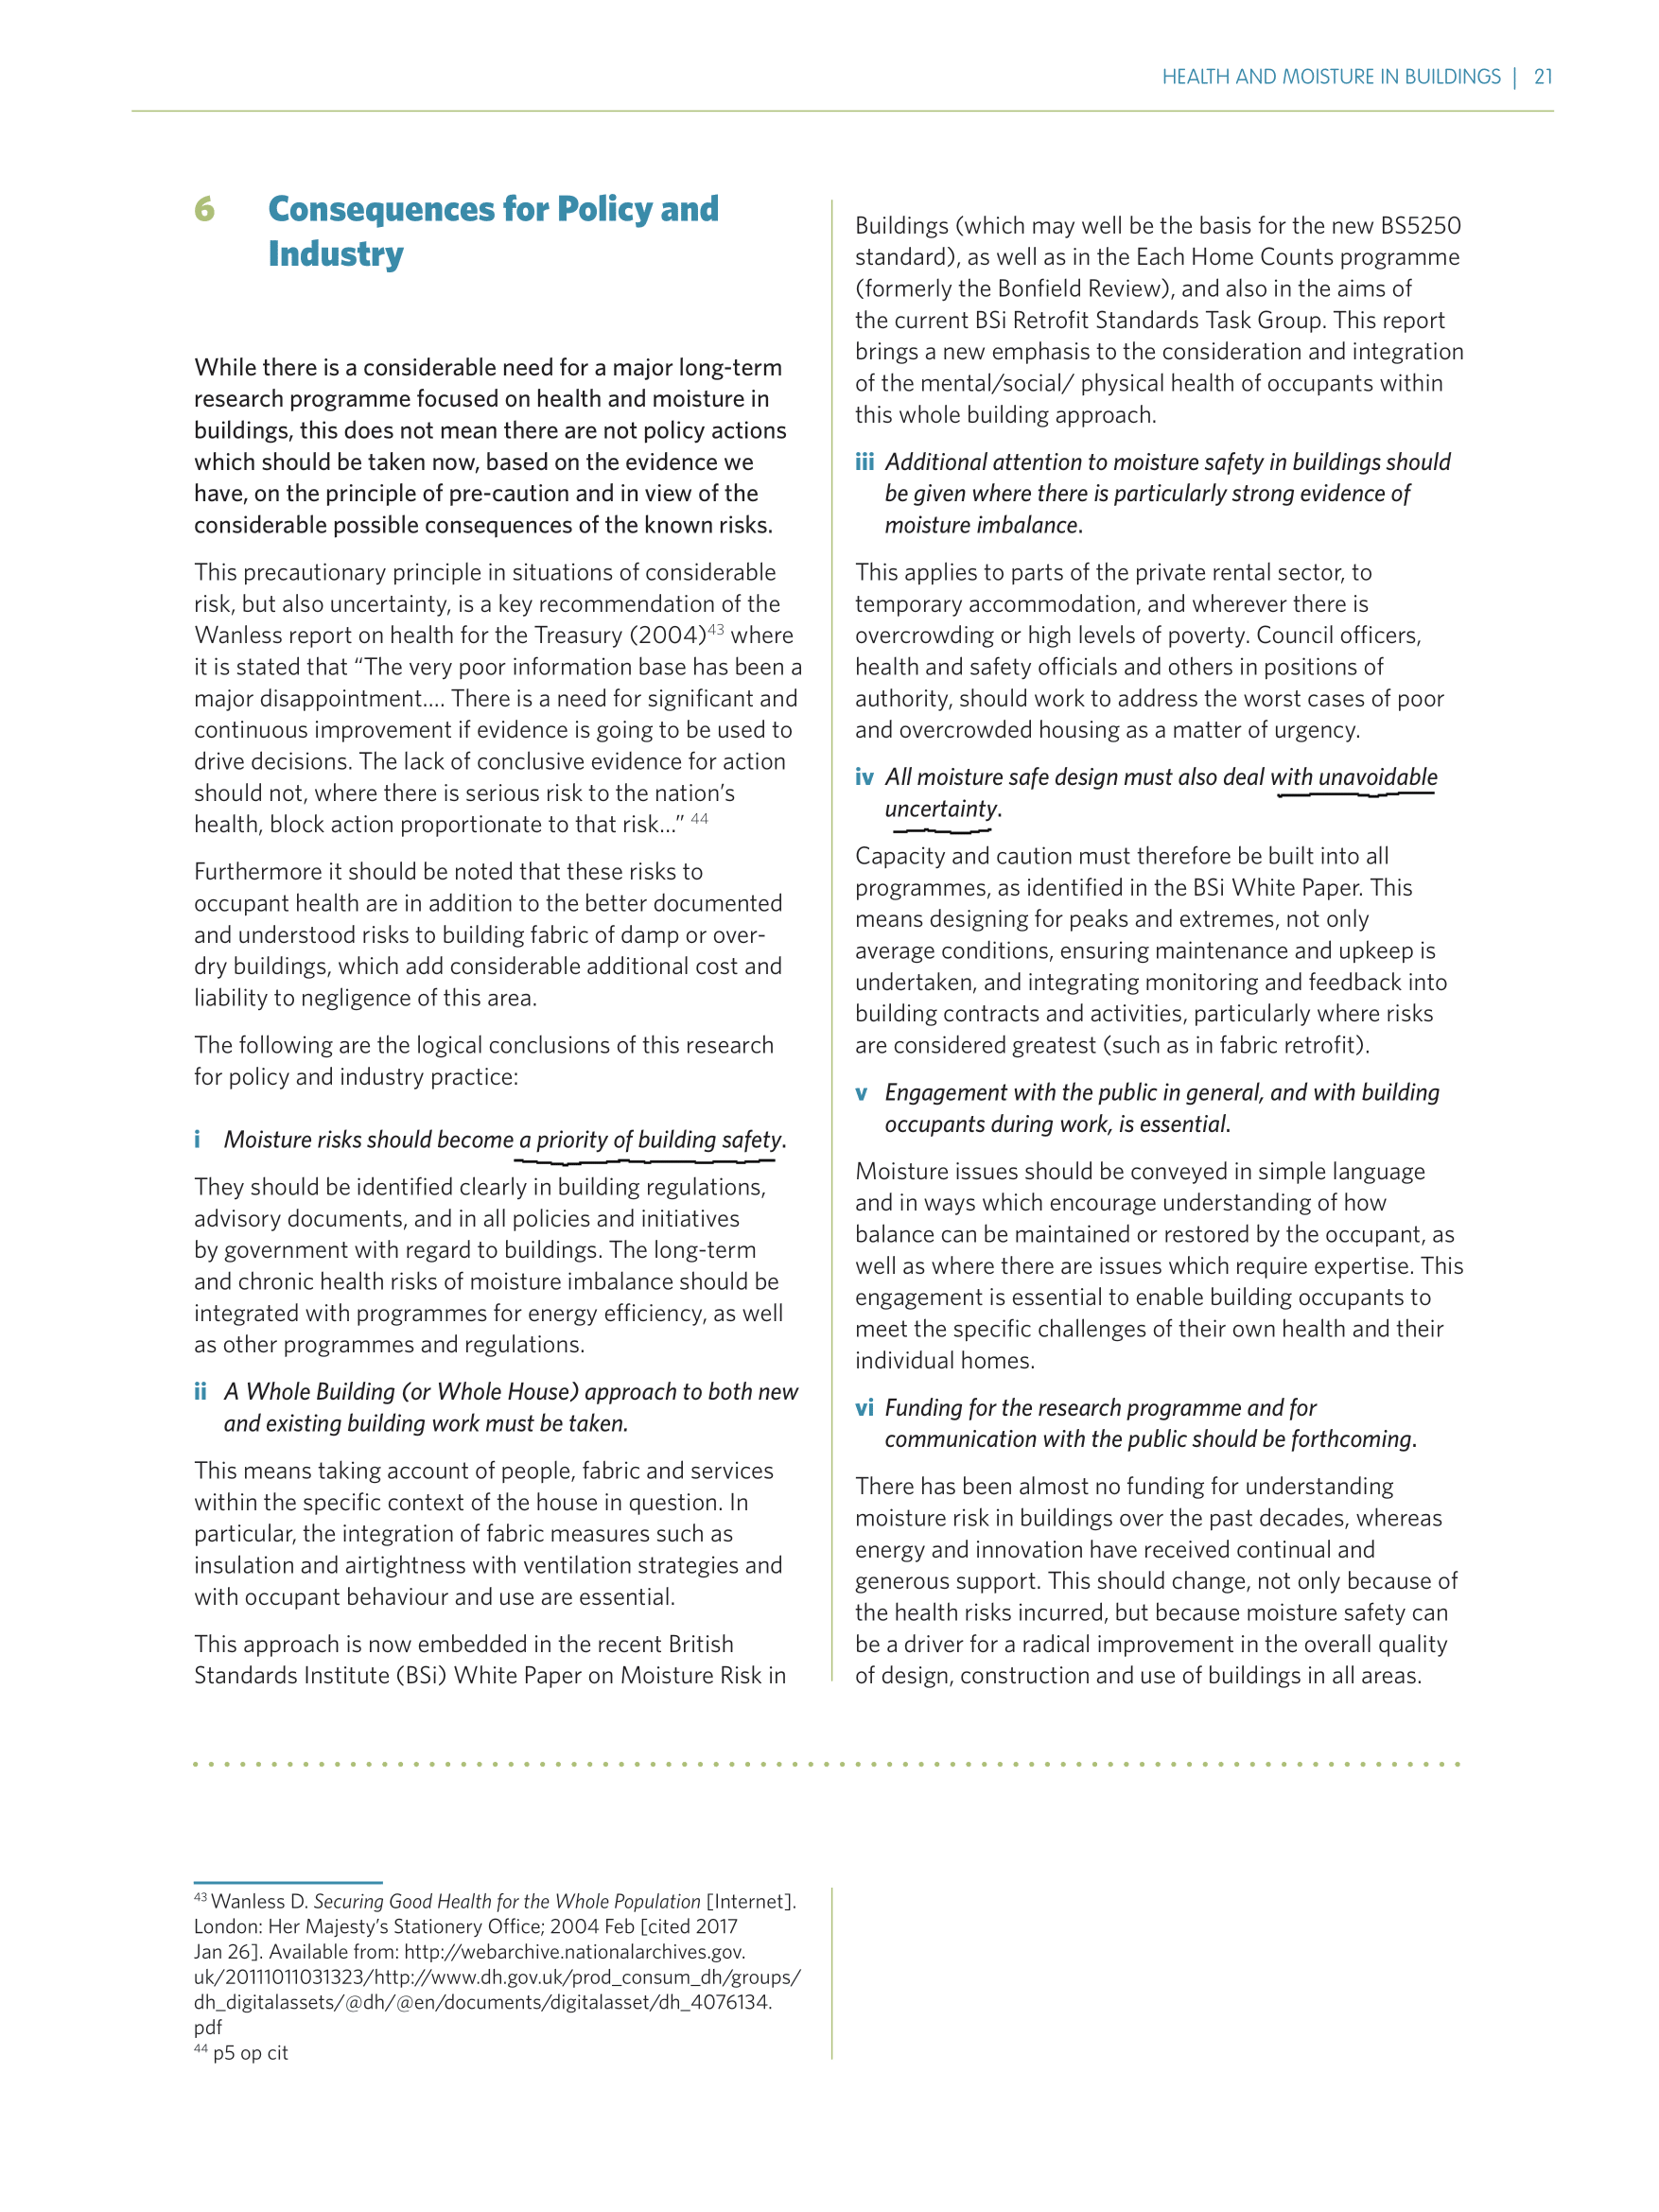 HEALTH AND MOISTURE IN BUILDINGS | 21
6 Consequences for Policy and
Industry
While there is a considerable need for a major long-term
research programme focused on health and moisture in
buildings, this does not mean there are not policy actions
which should be taken now, based on the evidence we
have, on the principle of pre-caution and in view of the
considerable possible consequences of the known risks.
This precautionary principle in situations of considerable
risk, but also uncertainty, is a key recommendation of the
Wanless report on health for the Treasury (2004)43 where
it is stated that “The very poor information base has been a
major disappointment.... There is a need for significant and
continuous improvement if evidence is going to be used to
drive decisions. The lack of conclusive evidence for action
should not, where there is serious risk to the nation’s
health, block action proportionate to that risk...” 44
Furthermore it should be noted that these risks to
occupant health are in addition to the better documented
and understood risks to building fabric of damp or over-
dry buildings, which add considerable additional cost and
liability to negligence of this area.
The following are the logical conclusions of this research
for policy and industry practice:
i Moisture risks should become a priority of building safety.
They should be identified clearly in building regulations,
advisory documents, and in all policies and initiatives
by government with regard to buildings. The long-term
and chronic health risks of moisture imbalance should be
integrated with programmes for energy efficiency, as well
as other programmes and regulations.
ii A Whole Building (or Whole House) approach to both new
and existing building work must be taken.
This means taking account of people, fabric and services
within the specific context of the house in question. In
particular, the integration of fabric measures such as
insulation and airtightness with ventilation strategies and
with occupant behaviour and use are essential.
This approach is now embedded in the recent British
Standards Institute (BSi) White Paper on Moisture Risk in
Buildings (which may well be the basis for the new BS5250
standard), as well as in the Each Home Counts programme
(formerly the Bonfield Review), and also in the aims of
the current BSi Retrofit Standards Task Group. This report
brings a new emphasis to the consideration and integration
of the mental/social/ physical health of occupants within
this whole building approach.
iii Additional attention to moisture safety in buildings should
be given where there is particularly strong evidence of
moisture imbalance.
This applies to parts of the private rental sector, to
temporary accommodation, and wherever there is
overcrowding or high levels of poverty. Council officers,
health and safety officials and others in positions of
authority, should work to address the worst cases of poor
and overcrowded housing as a matter of urgency.
iv All moisture safe design must also deal with unavoidable
uncertainty.
Capacity and caution must therefore be built into all
programmes, as identified in the BSi White Paper. This
means designing for peaks and extremes, not only
average conditions, ensuring maintenance and upkeep is
undertaken, and integrating monitoring and feedback into
building contracts and activities, particularly where risks
are considered greatest (such as in fabric retrofit).
v Engagement with the public in general, and with building
occupants during work, is essential.
Moisture issues should be conveyed in simple language
and in ways which encourage understanding of how
balance can be maintained or restored by the occupant, as
well as where there are issues which require expertise. This
engagement is essential to enable building occupants to
meet the specific challenges of their own health and their
individual homes.
vi Funding for the research programme and for
communication with the public should be forthcoming.
There has been almost no funding for understanding
moisture risk in buildings over the past decades, whereas
energy and innovation have received continual and
generous support. This should change, not only because of
the health risks incurred, but because moisture safety can
be a driver for a radical improvement in the overall quality
of design, construction and use of buildings in all areas.
43 Wanless D. Securing Good Health for the Whole Population [Internet].
London: Her Majesty’s Stationery Office; 2004 Feb [cited 2017
Jan 26]. Available from: http://webarchive.nationalarchives.gov.
uk/20111011031323/http://www.dh.gov.uk/prod_consum_dh/groups/
dh_digitalassets/@dh/@en/documents/digitalasset/dh_4076134.
pdf
44 p5 op cit